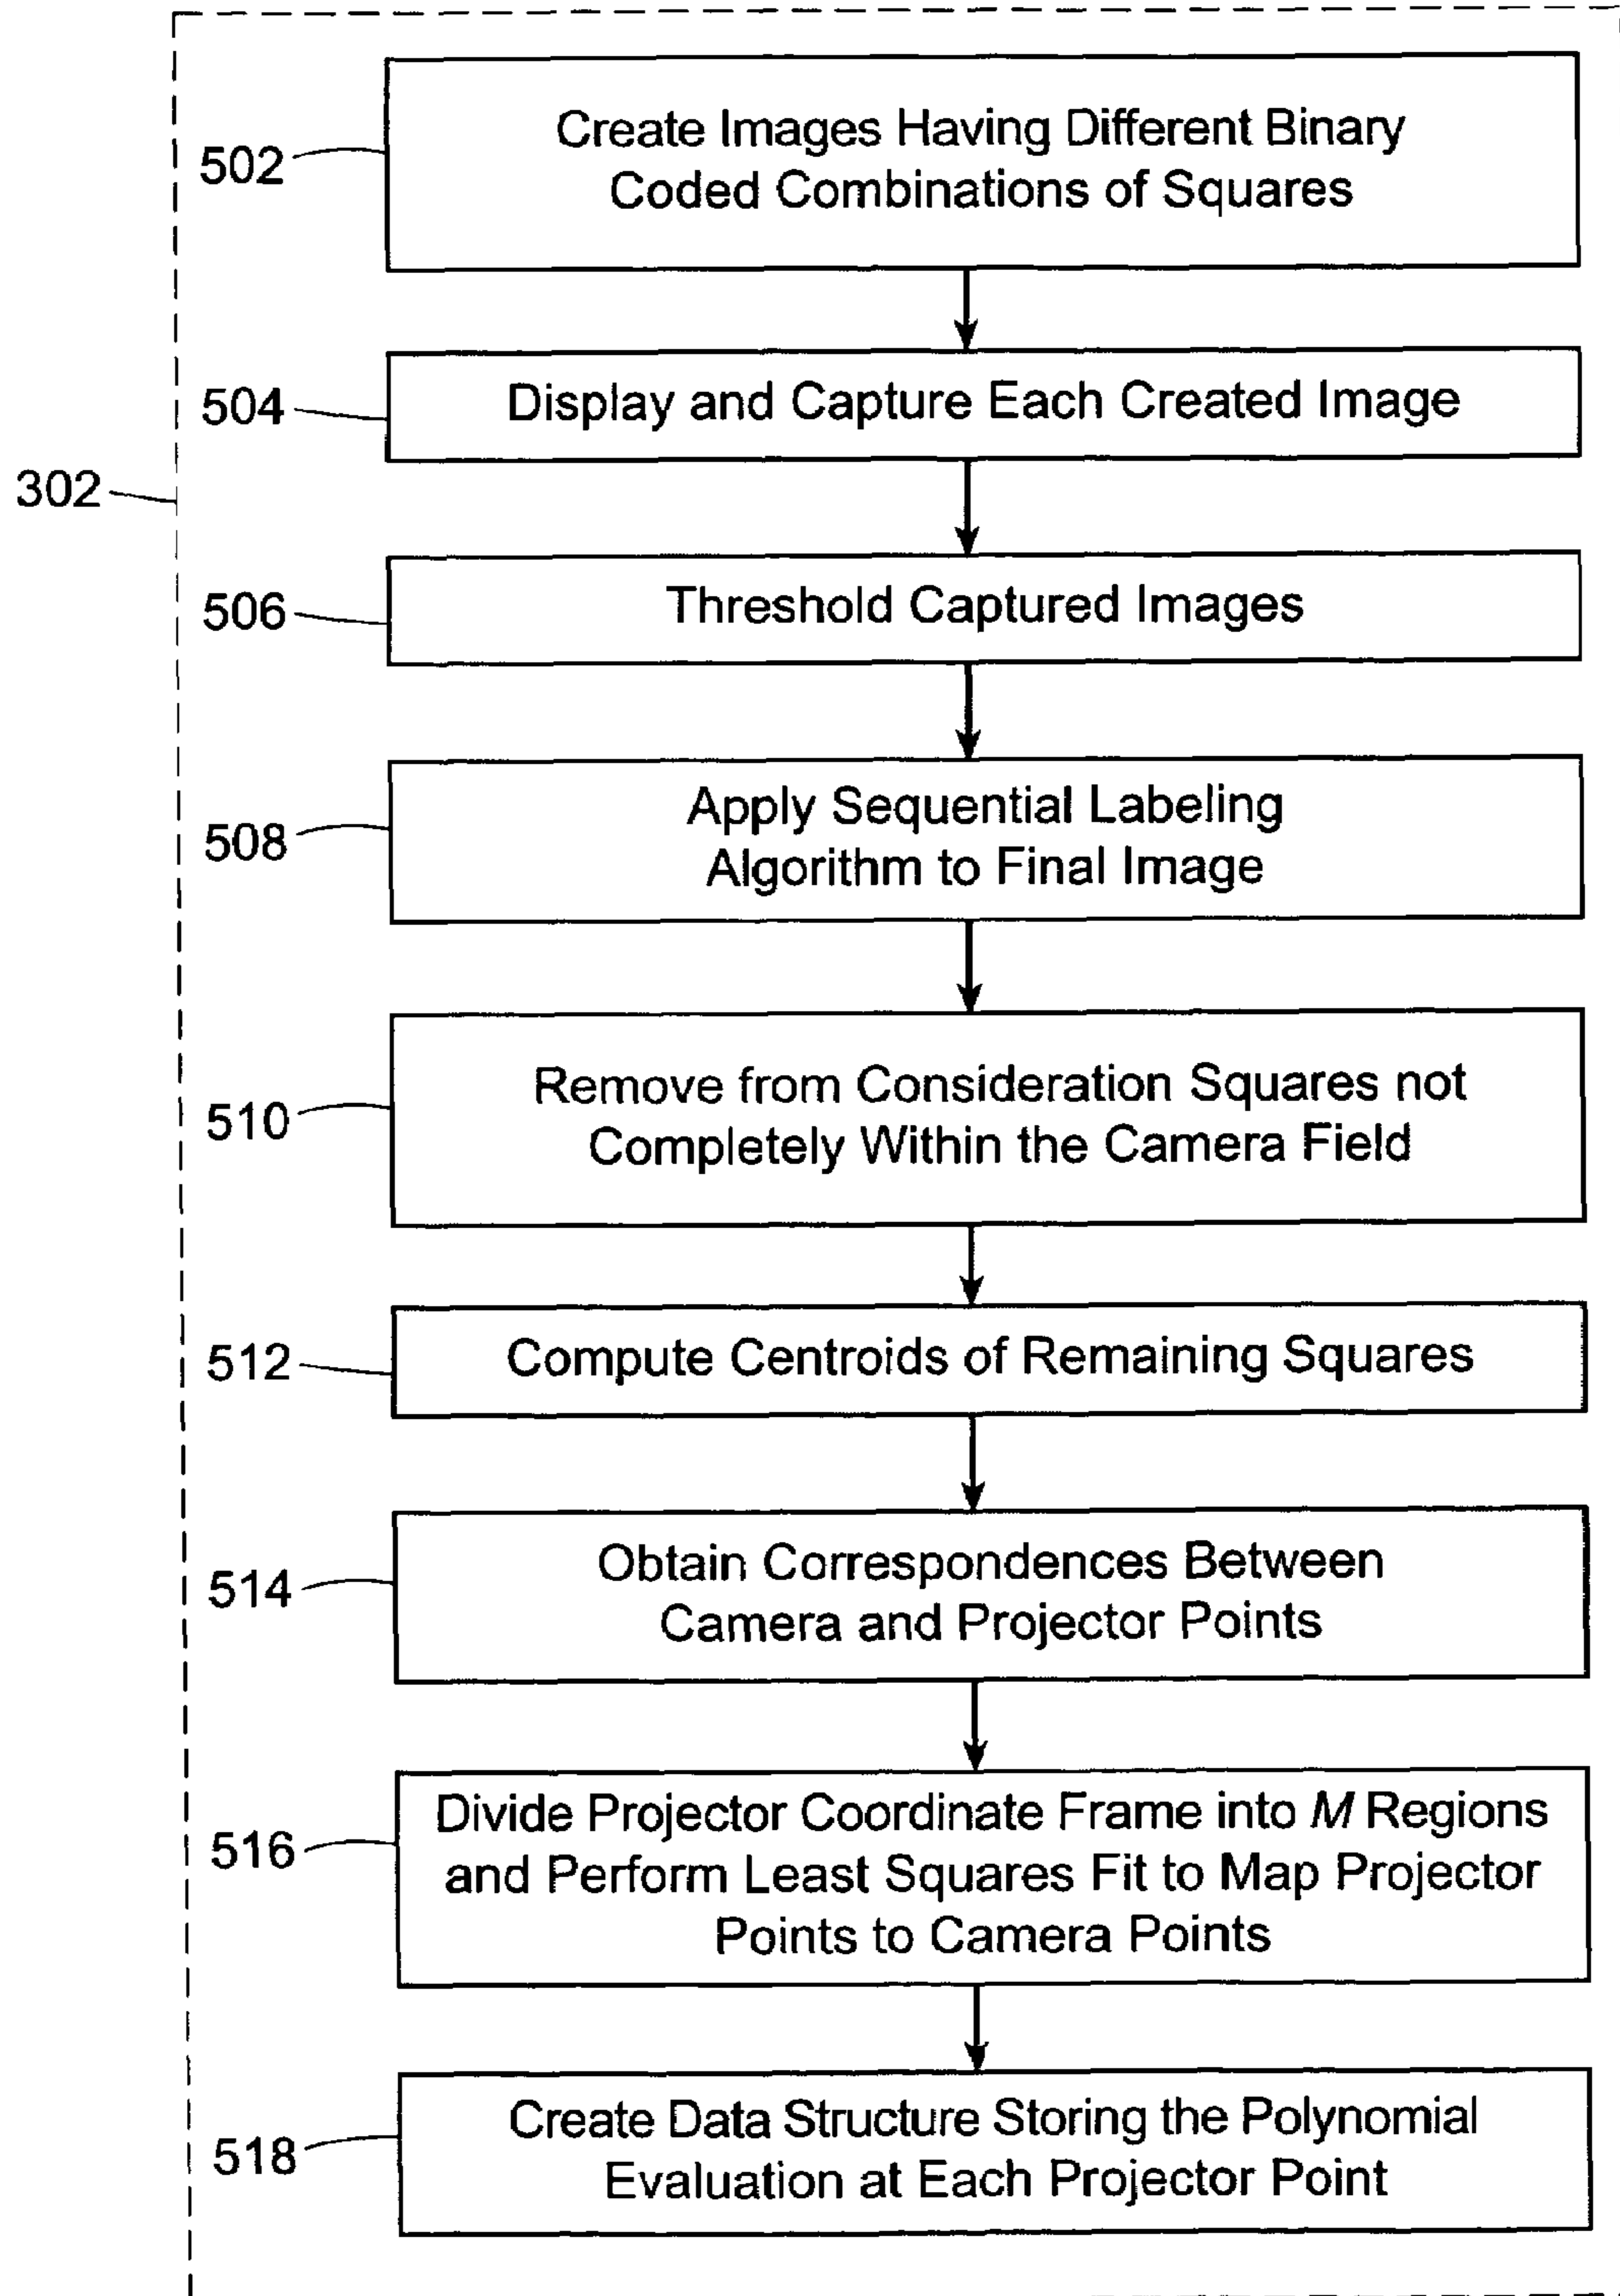 502
Create Images Having Different Binary
Coded Combinations of Squares
504
Display and Capture Each Created Image
302
506
Threshold Captured Images
508
Apply Sequential Labeling
Algorithm to Final Image
510
Remove from Consideration Squares not
Completely Within the Camera Field
512
Compute Centroids of Remaining Squares
514
Obtain Correspondences Between
Camera and Projector Points
516
Divide Projector Coordinate Frame into M Regions
and Perform Least Squares Fit to Map Projector
Points to Camera Points
518
Create Data Structure Storing the Polynomial
Evaluation at Each Projector Point